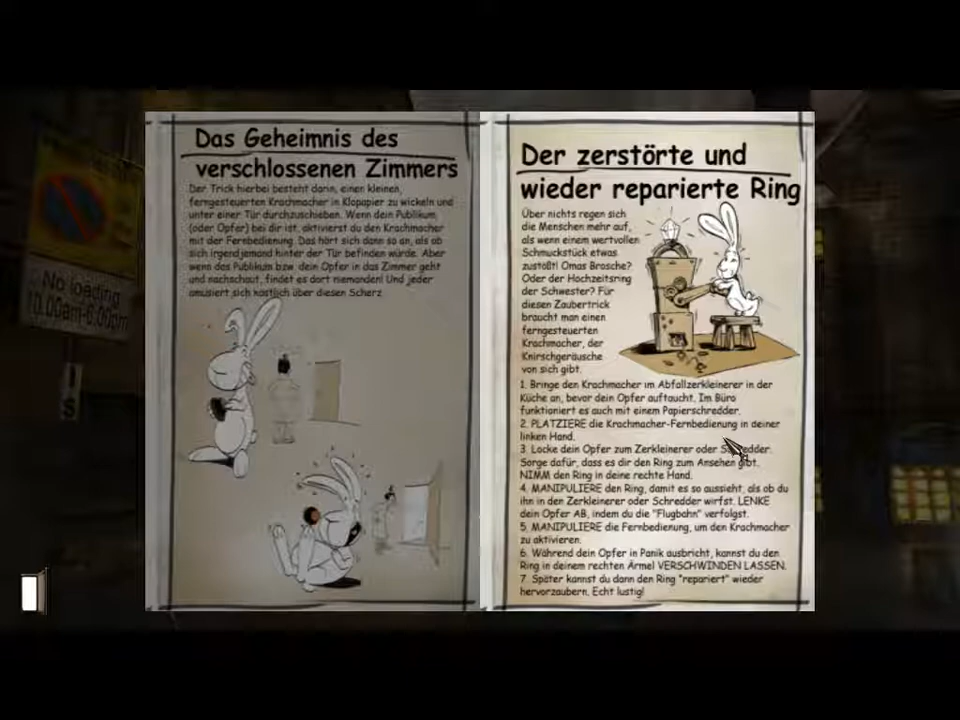 No loading
10.00am-6.00pm
Das Geheimnis des
verschlossenen Zimmers
Der Trick hierbei besteht darin, einen kleinen,
ferngesteuerten Krachmacher in Klopapier zu wickeln und
unter einer Tür durchzuschieben. Wenn dein Publikum
(oder Opfer) bei dir ist, aktivierst du den Krachmacher
mit der Fernbedienung. Das hört sich dann so an, als ob
sich irgendjemand hinter der Tür befinden würde. Aber
wenn das Publikum bzw. dein Opfer in das Zimmer geht
und nachschaut, findet es dort niemanden! Und jeder
amüsiert sich köstlich über diesen Scherz.
Der zerstörte und
wieder reparierte Ring
Über nichts regen sich
die Menschen mehr auf,
als wenn einem wertvollen
Schmuckstück etwas
zustößt! Omas Brosche?
Oder der Hochzeitsring
der Schwester? Für
diesen Zaubertrick
braucht man einen
ferngesteuerten
Krachmacher, der
Knirschgeräusche
von sich gibt.
1. Bringe den Krachmacher im Abfallzerkleinerer in der
Küche an, bevor dein Opfer auftaucht. Im Büro
funktioniert es auch mit einem Papierschredder.
2. PLATZIERE die Krachmacher-Fernbedienung in deiner
linken Hand.
3. Locke dein Opfer zum Zerkleinerer oder Schredder.
Sorge dafür, dass es dir den Ring zum Ansehen gibt.
NIMM den Ring in deine rechte Hand.
4. MANIPULIERE den Ring, damit es so aussieht, als ob du
ihn in den Zerkleinerer oder Schredder wirfst. LENKE
dein Opfer AB, indem du die "Flugbahn" verfolgst.
5. MANIPULIERE die Fernbedienung, um den Krachmacher
zu aktivieren.
6. Während dein Opfer in Panik ausbricht, kannst du den
Ring in deinem rechten Ärmel VERSCHWINDEN LASSEN.
7. Später kannst du dann den Ring "repariert" wieder
hervorzaubern. Echt lustig!